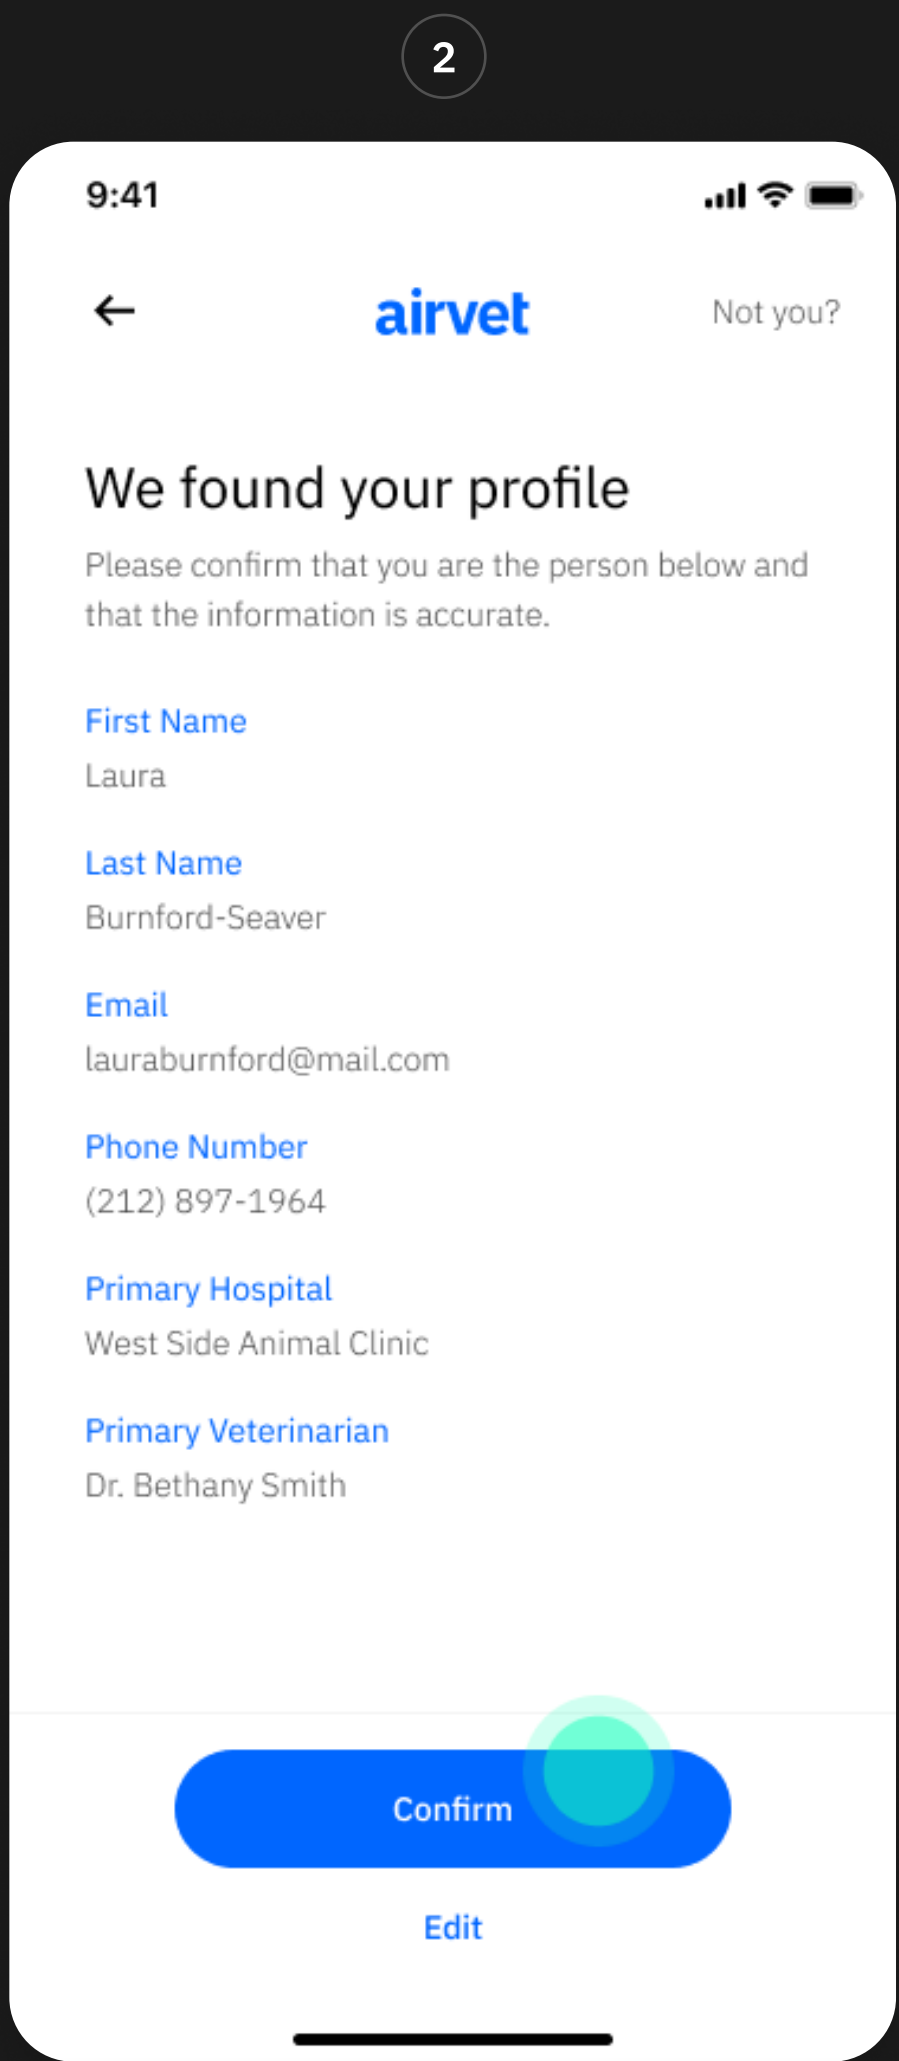 2
9:41
airvet
Not you?
We found your profile
Please confirm that you are the person below and
that the information is accurate.
First Name
Laura
Last Name
Burnford-Seaver
Email
lauraburnford@mail.com
Phone Number
(212) 897-1964
Primary Hospital
West Side Animal Clinic
Primary Veterinarian
Dr. Bethany Smith
Confirm
Edit